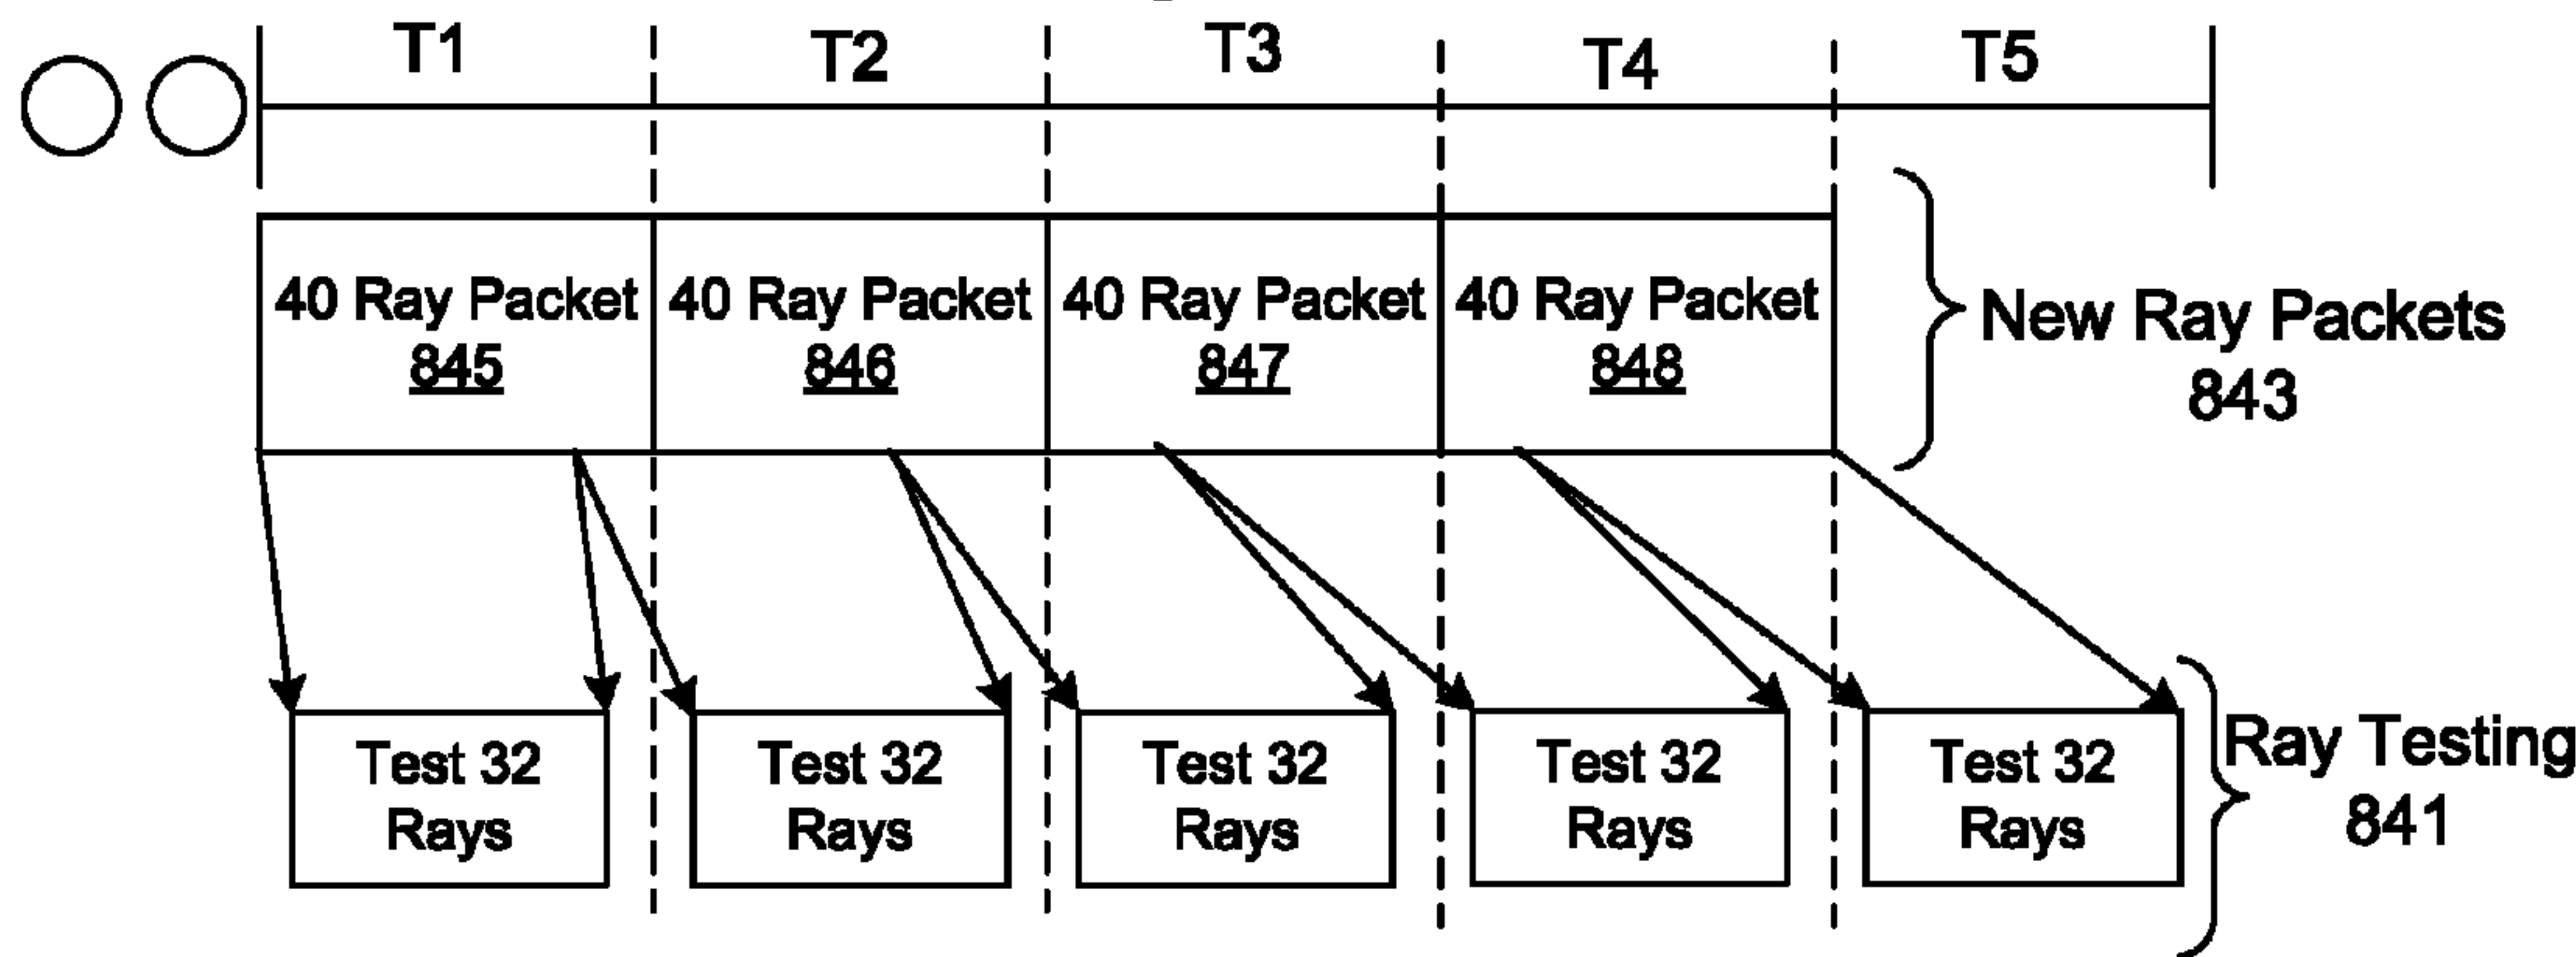 T1 T2 T3 T4 T5
40 Ray Packet 40 Ray Packet 40 Ray Packet 40 Ray Packet
845 846 847 848
New Ray Packets
843
Test 32 Test 32 Test 32 Test 32 Test 32
Rays Rays Rays Rays Rays
Ray Testing
841